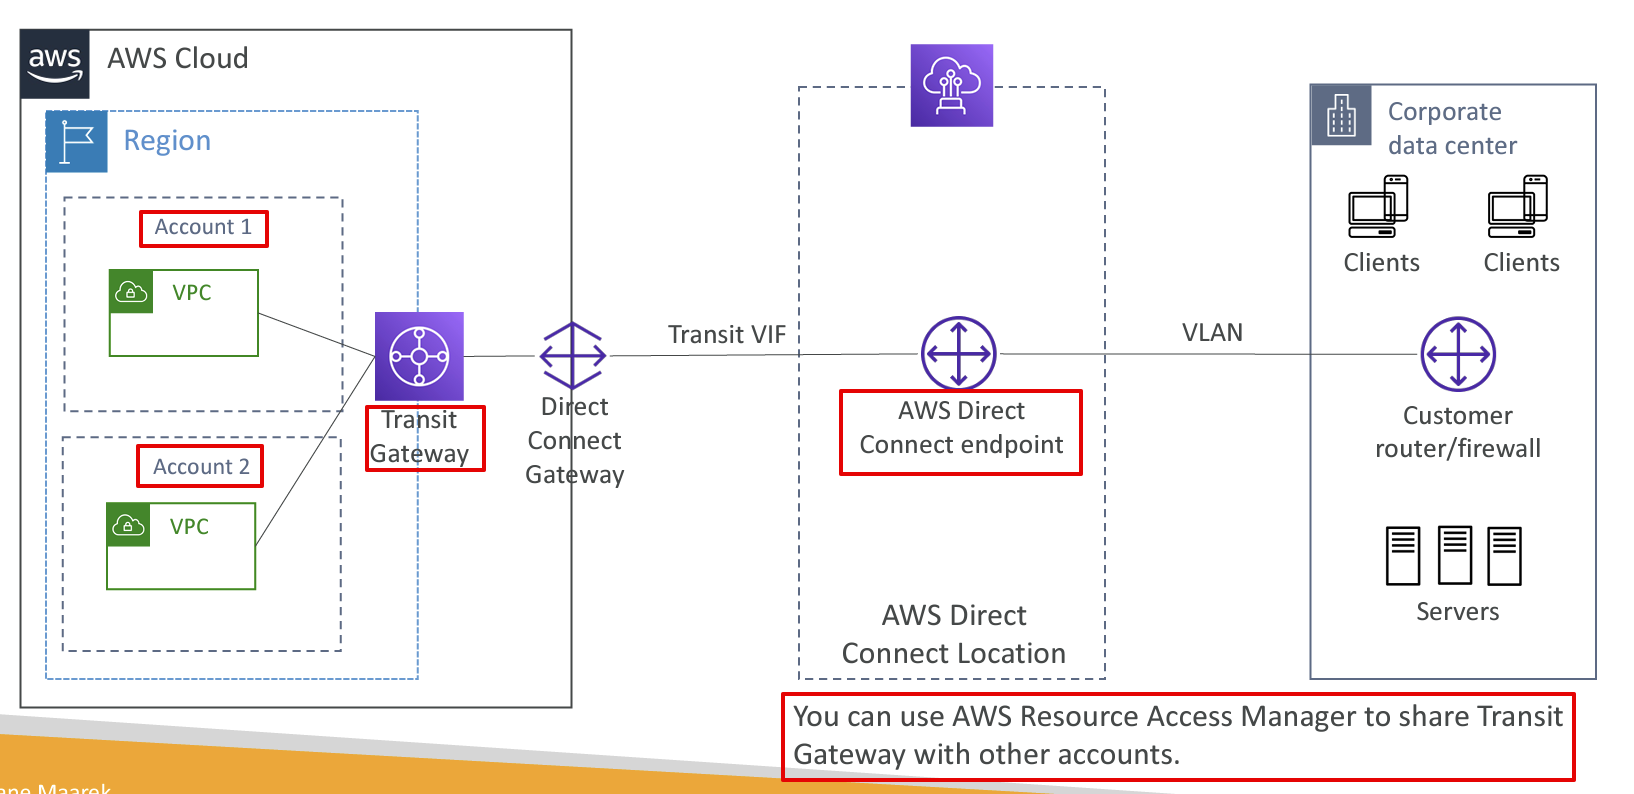 aws
AWS Cloud
Region
Account 1
VPC
Account 2
VPC
Transit
Gateway
Direct
Connect
Gateway
Transit VIF
AWS Direct
Connect endpoint
AWS Direct
Connect Location
VLAN
Corporate
data center
Clients
Clients
Customer
router/firewall
Servers
You can use AWS Resource Access Manager to share Transit
Gateway with other accounts.
Maarek